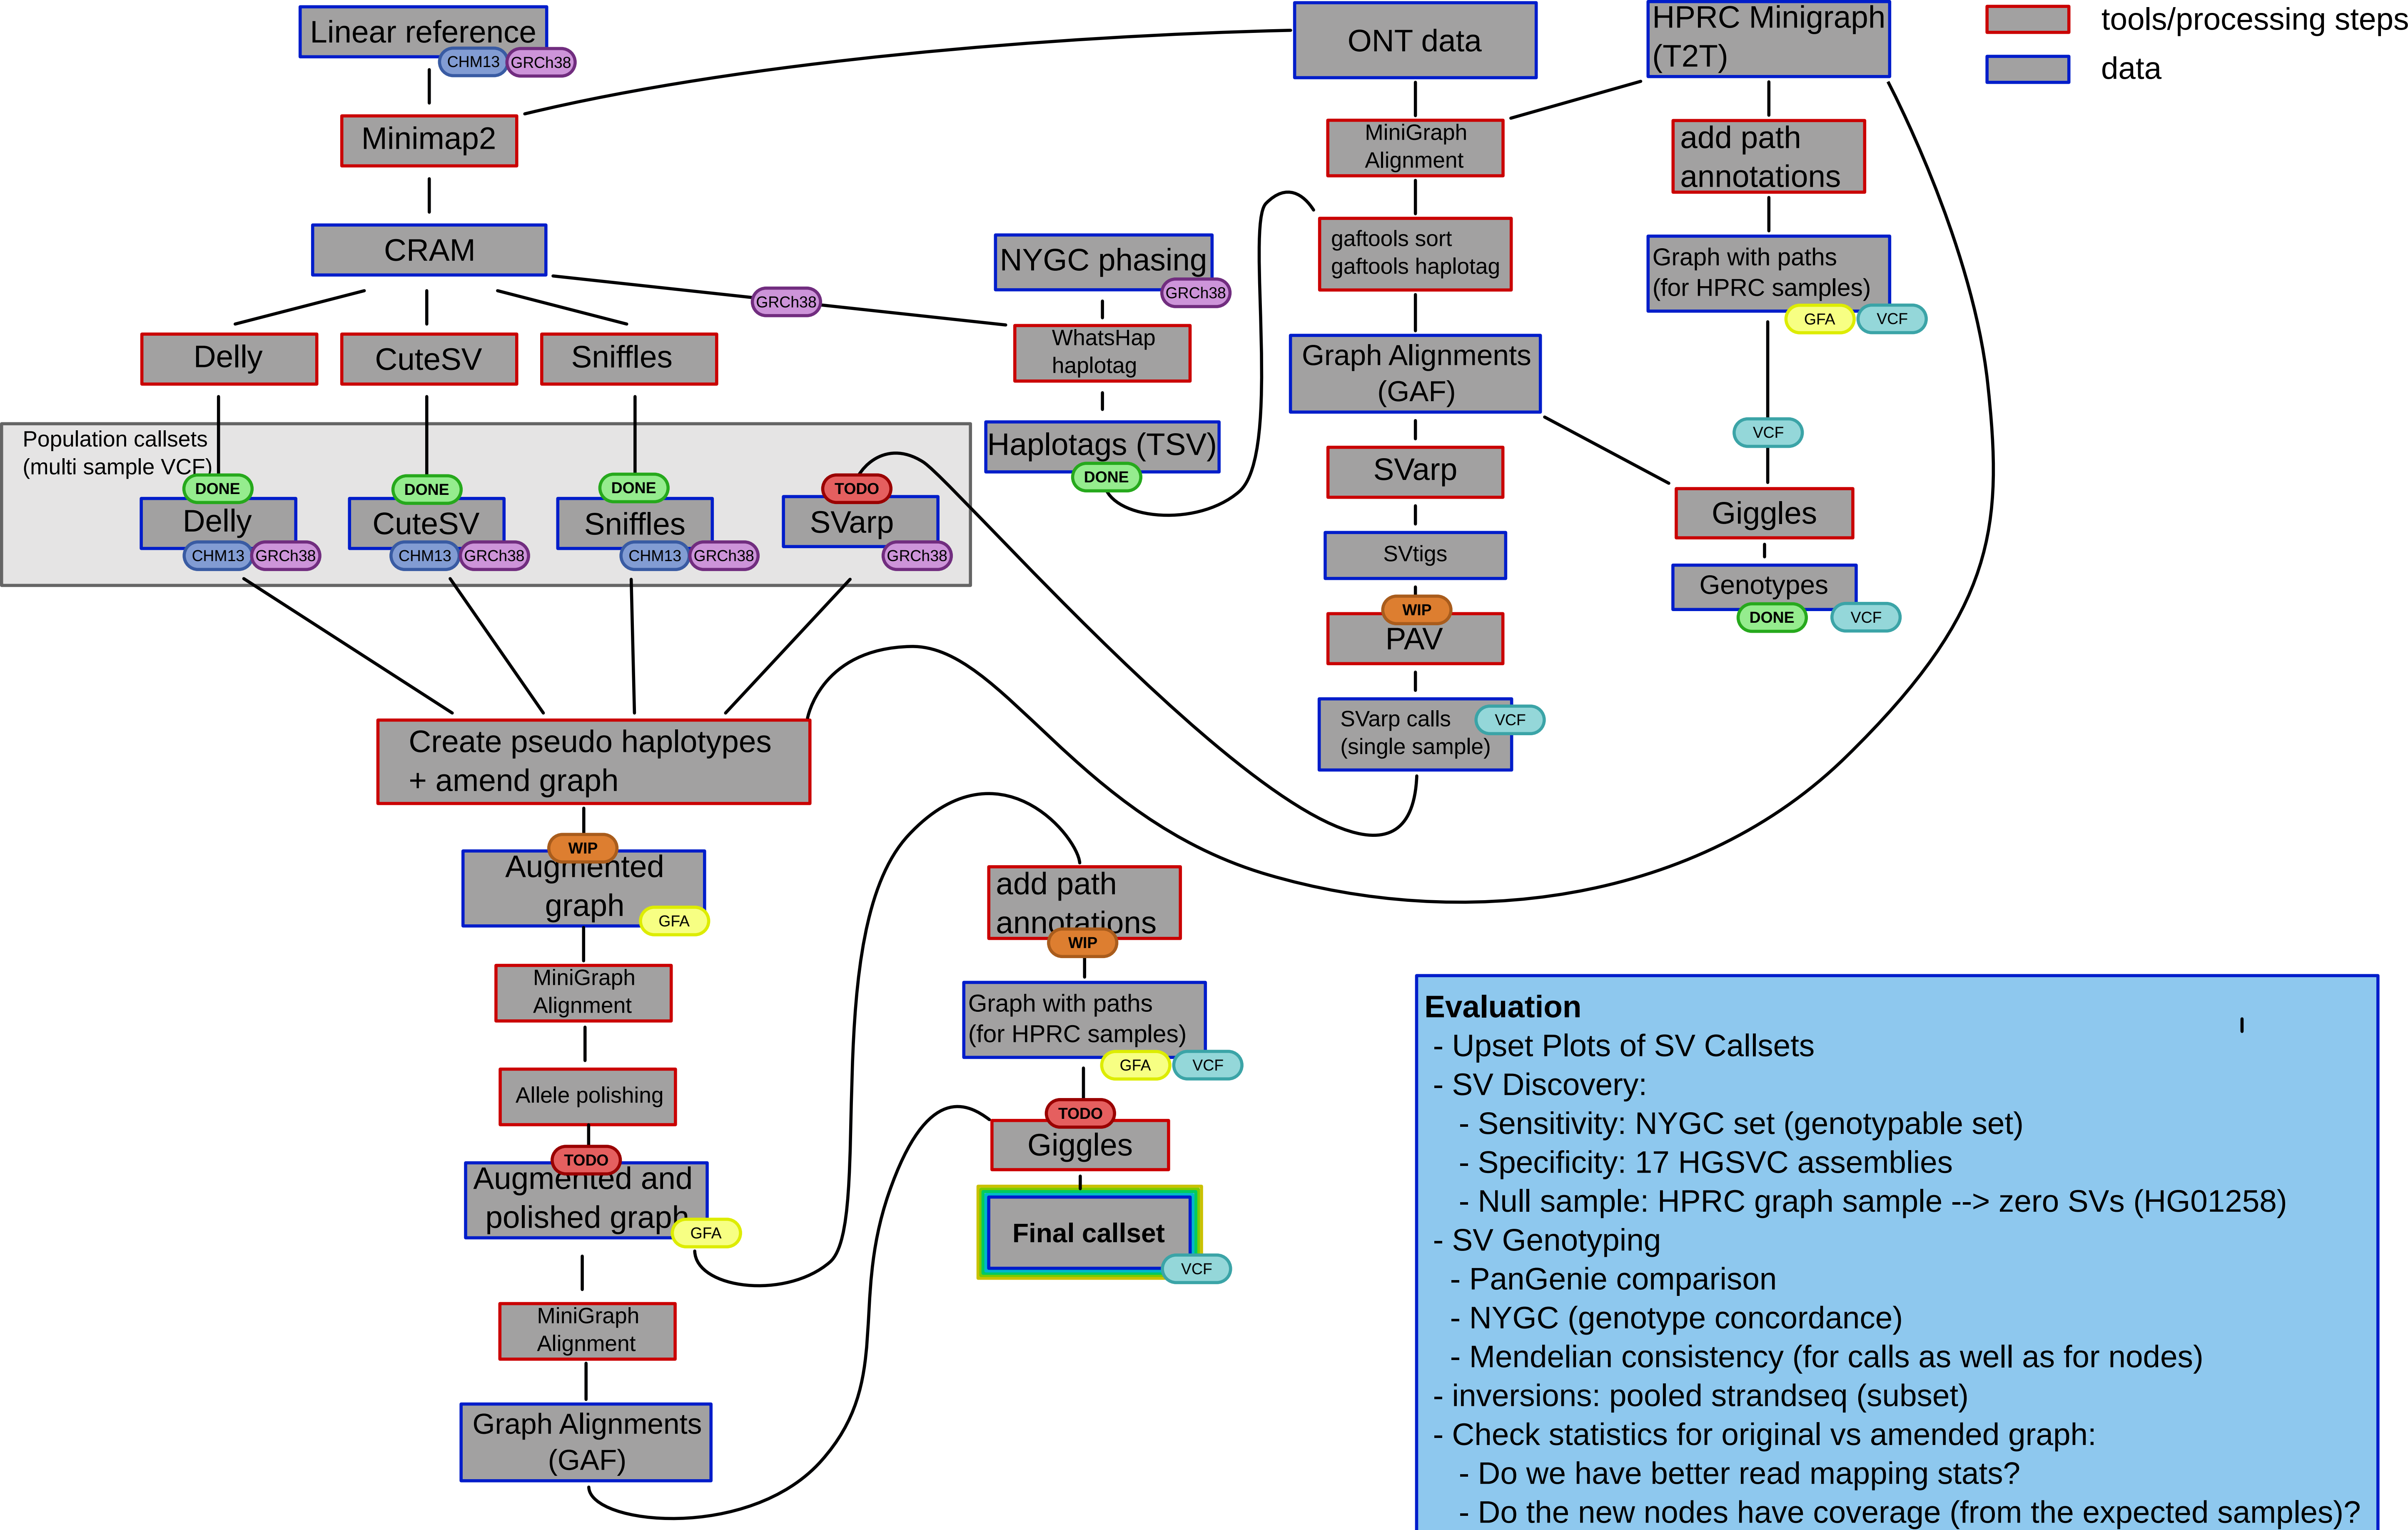 Linear reference
CHM13
GRCh38
ONT data
HPRC Minigraph
(T2T)
tools/processing steps
data
Minimap2
MiniGraph
Alignment
add path
annotations
CRAM
GRCh38
NYGC phasing
GRCh38
gaftools sort
gaftools haplotag
Graph with paths
(for HPRC samples)
GFA
VCF
Delly
CuteSV
Sniffles
WhatsHap
haplotag
Graph Alignments
(GAF)
Population callsets
(multi sample VCF)
Haplotags (TSV)
DONE
VCF
DONE
Delly
CHM13
GRCh38
DONE
CuteSV
CHM13
GRCh38
DONE
Sniffles
CHM13
GRCh38
TODO
SVarp
GRCh38
SVarp
SVtigs
WIP
PAV
SVarp calls
(single sample)
VCF
Giggles
Genotypes
DONE
VCF
Create pseudo haplotypes
+ amend graph
WIP
Augmented
graph
GFA
MiniGraph
Alignment
Allele polishing
TODO
Augmented and
polished graph
GFA
MiniGraph
Alignment
Graph Alignments
(GAF)
add path
annotations
WIP
Graph with paths
(for HPRC samples)
GFA
VCF
TODO
Giggles
Final callset
VCF
Evaluation
- Upset Plots of SV Callsets
- SV Discovery:
- Sensitivity: NYGC set (genotypable set)
- Specificity: 17 HGSVC assemblies
- Null sample: HPRC graph sample --> zero SVs (HG01258)
- SV Genotyping
- PanGenie comparison
- NYGC (genotype concordance)
- Mendelian consistency (for calls as well as for nodes)
- inversions: pooled strandseq (subset)
- Check statistics for original vs amended graph:
- Do we have better read mapping stats?
- Do the new nodes have coverage (from the expected samples)?